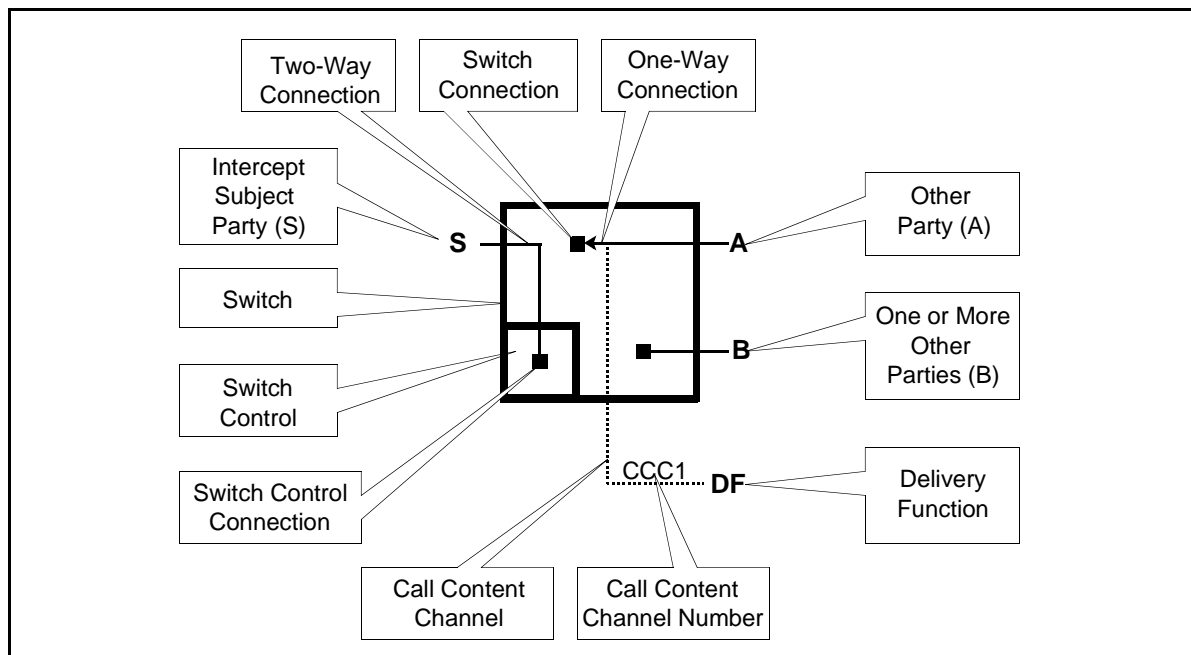 Two-Way
Connection
Switch
Connection
One-Way
Connection
Intercept
Subject
Party (S)
S
A
Other
Party (A)
Switch
B
One or More
Other
Parties (B)
Switch
Control
Switch Control
Connection
CCC1
DF
Delivery
Function
Call Content
Channel
Call Content
Channel Number